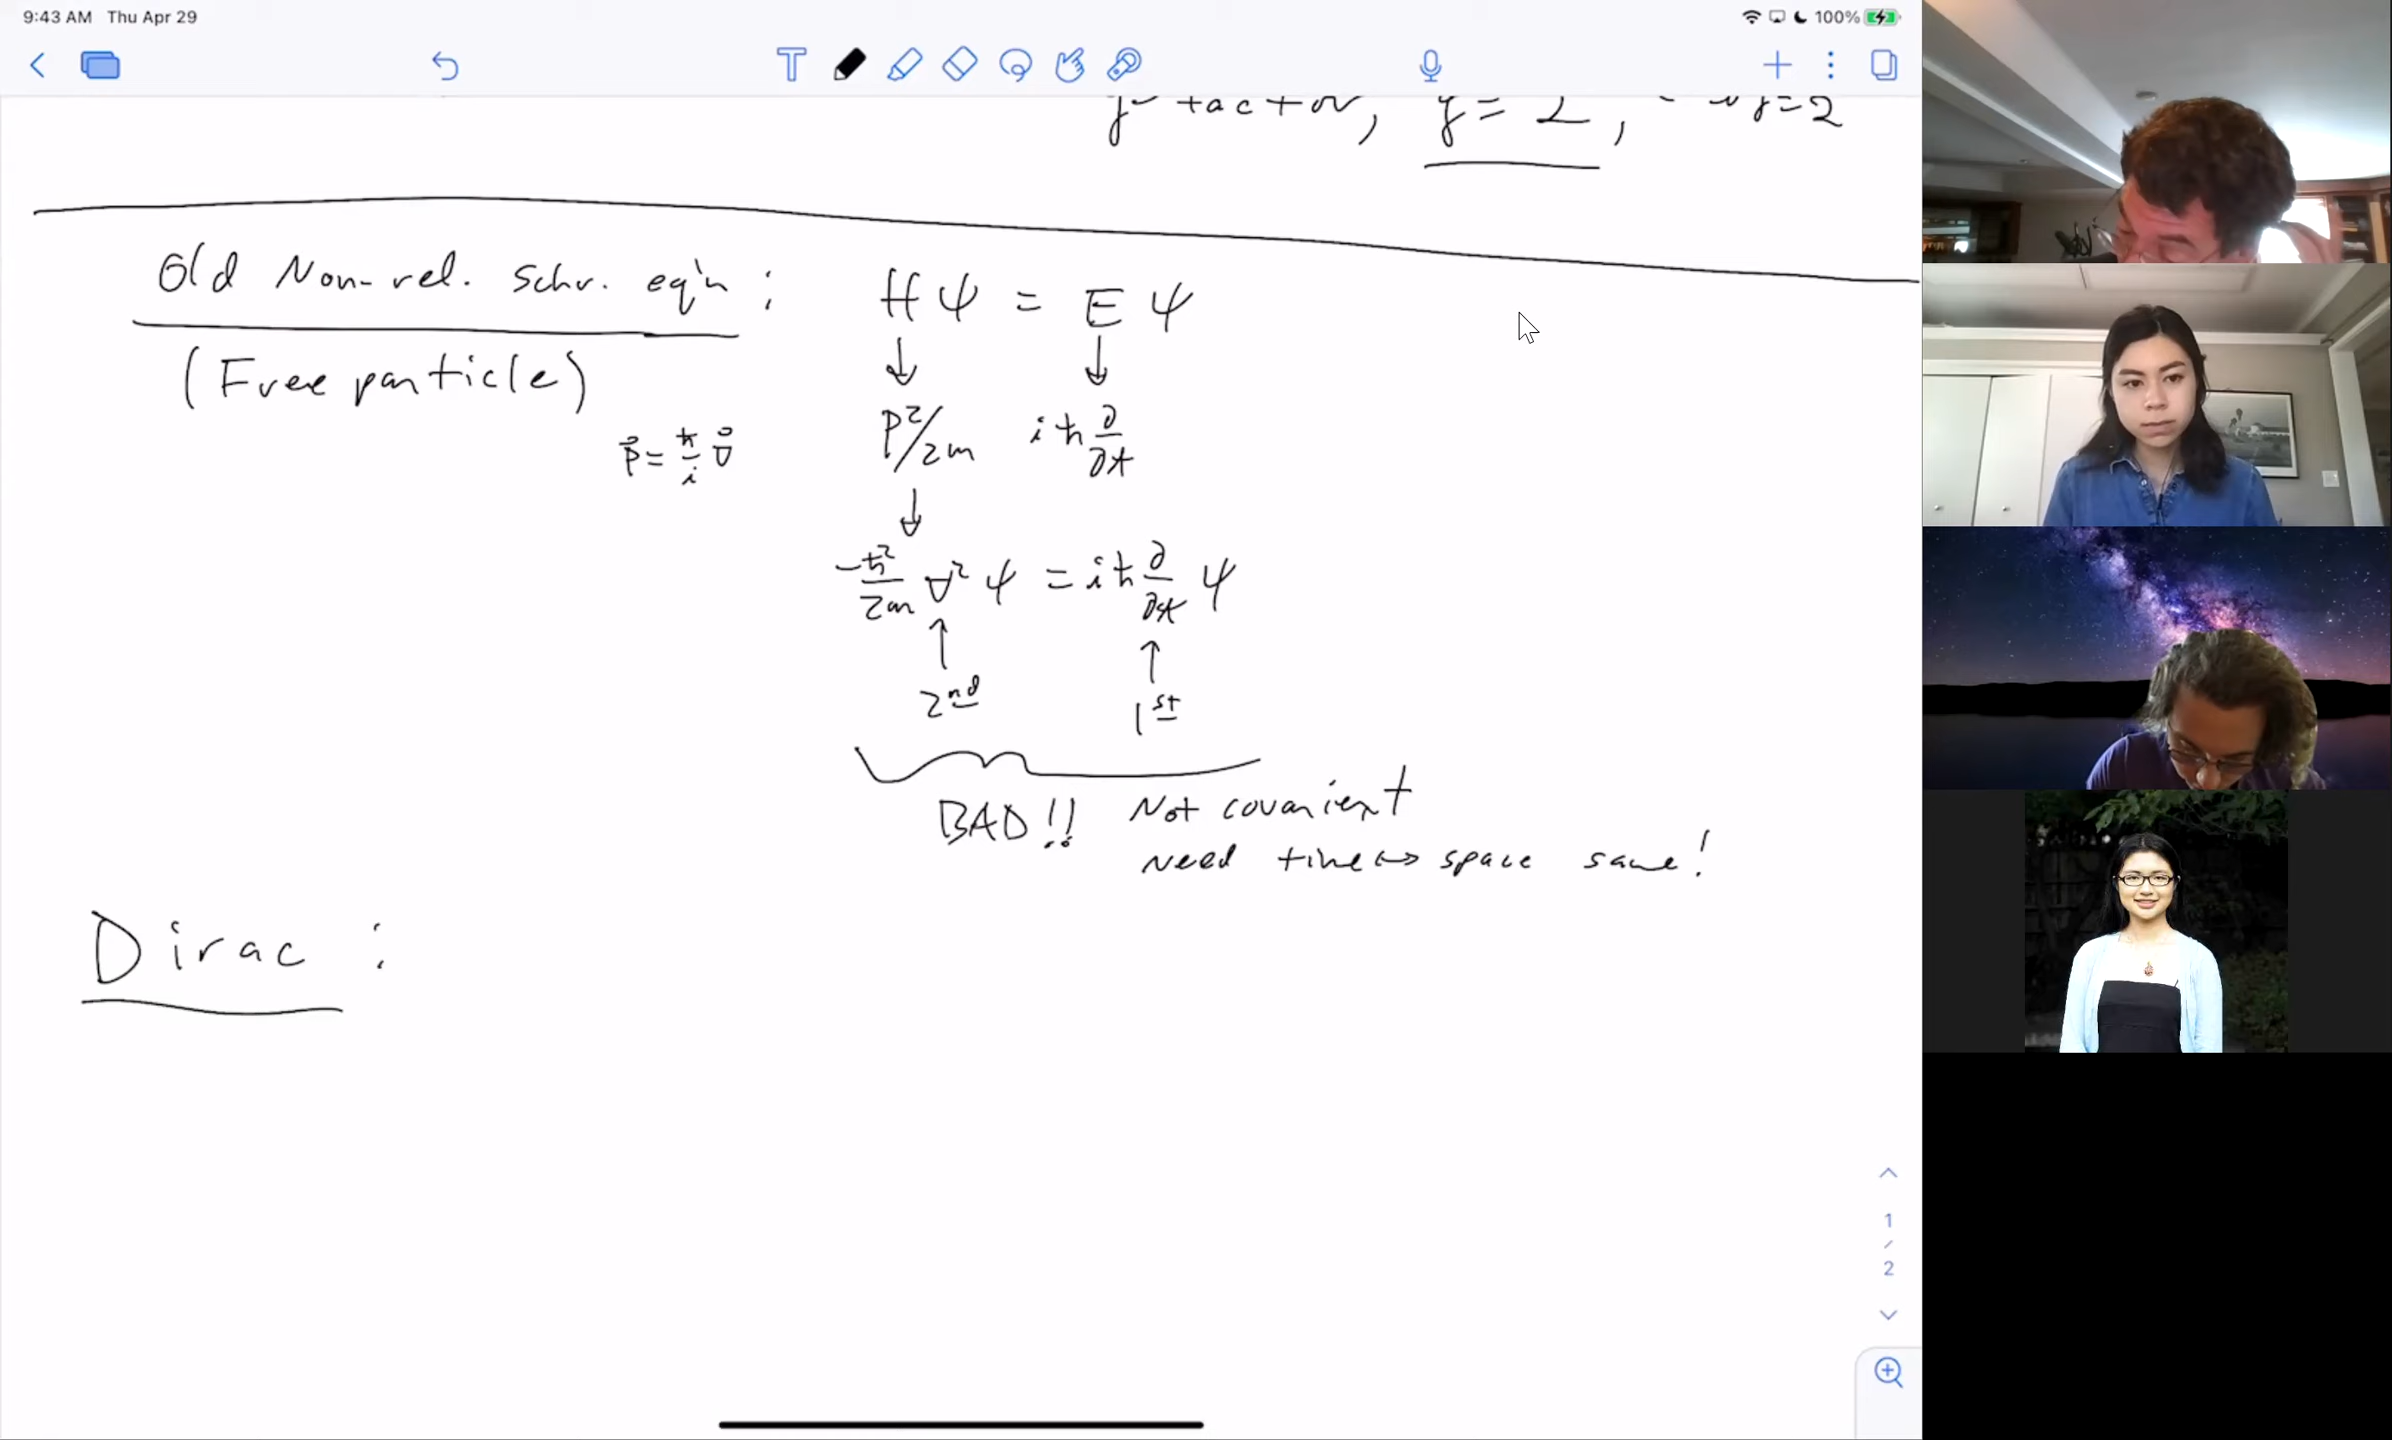 9:43 AM Thu Apr 29
100%
g-factor, g = 2,
Old Non-rel. Schr. eq'n : Hψ = Eψ
(Free particle)
p⃗ = ħ/i ∇⃗ P²/2m iħ ∂/∂t
-ħ²/2m ∇² ψ = iħ ∂/∂t ψ
2nd 1st
BAD!! Not covariant
need time↔space same!
Dirac :
1
/
2